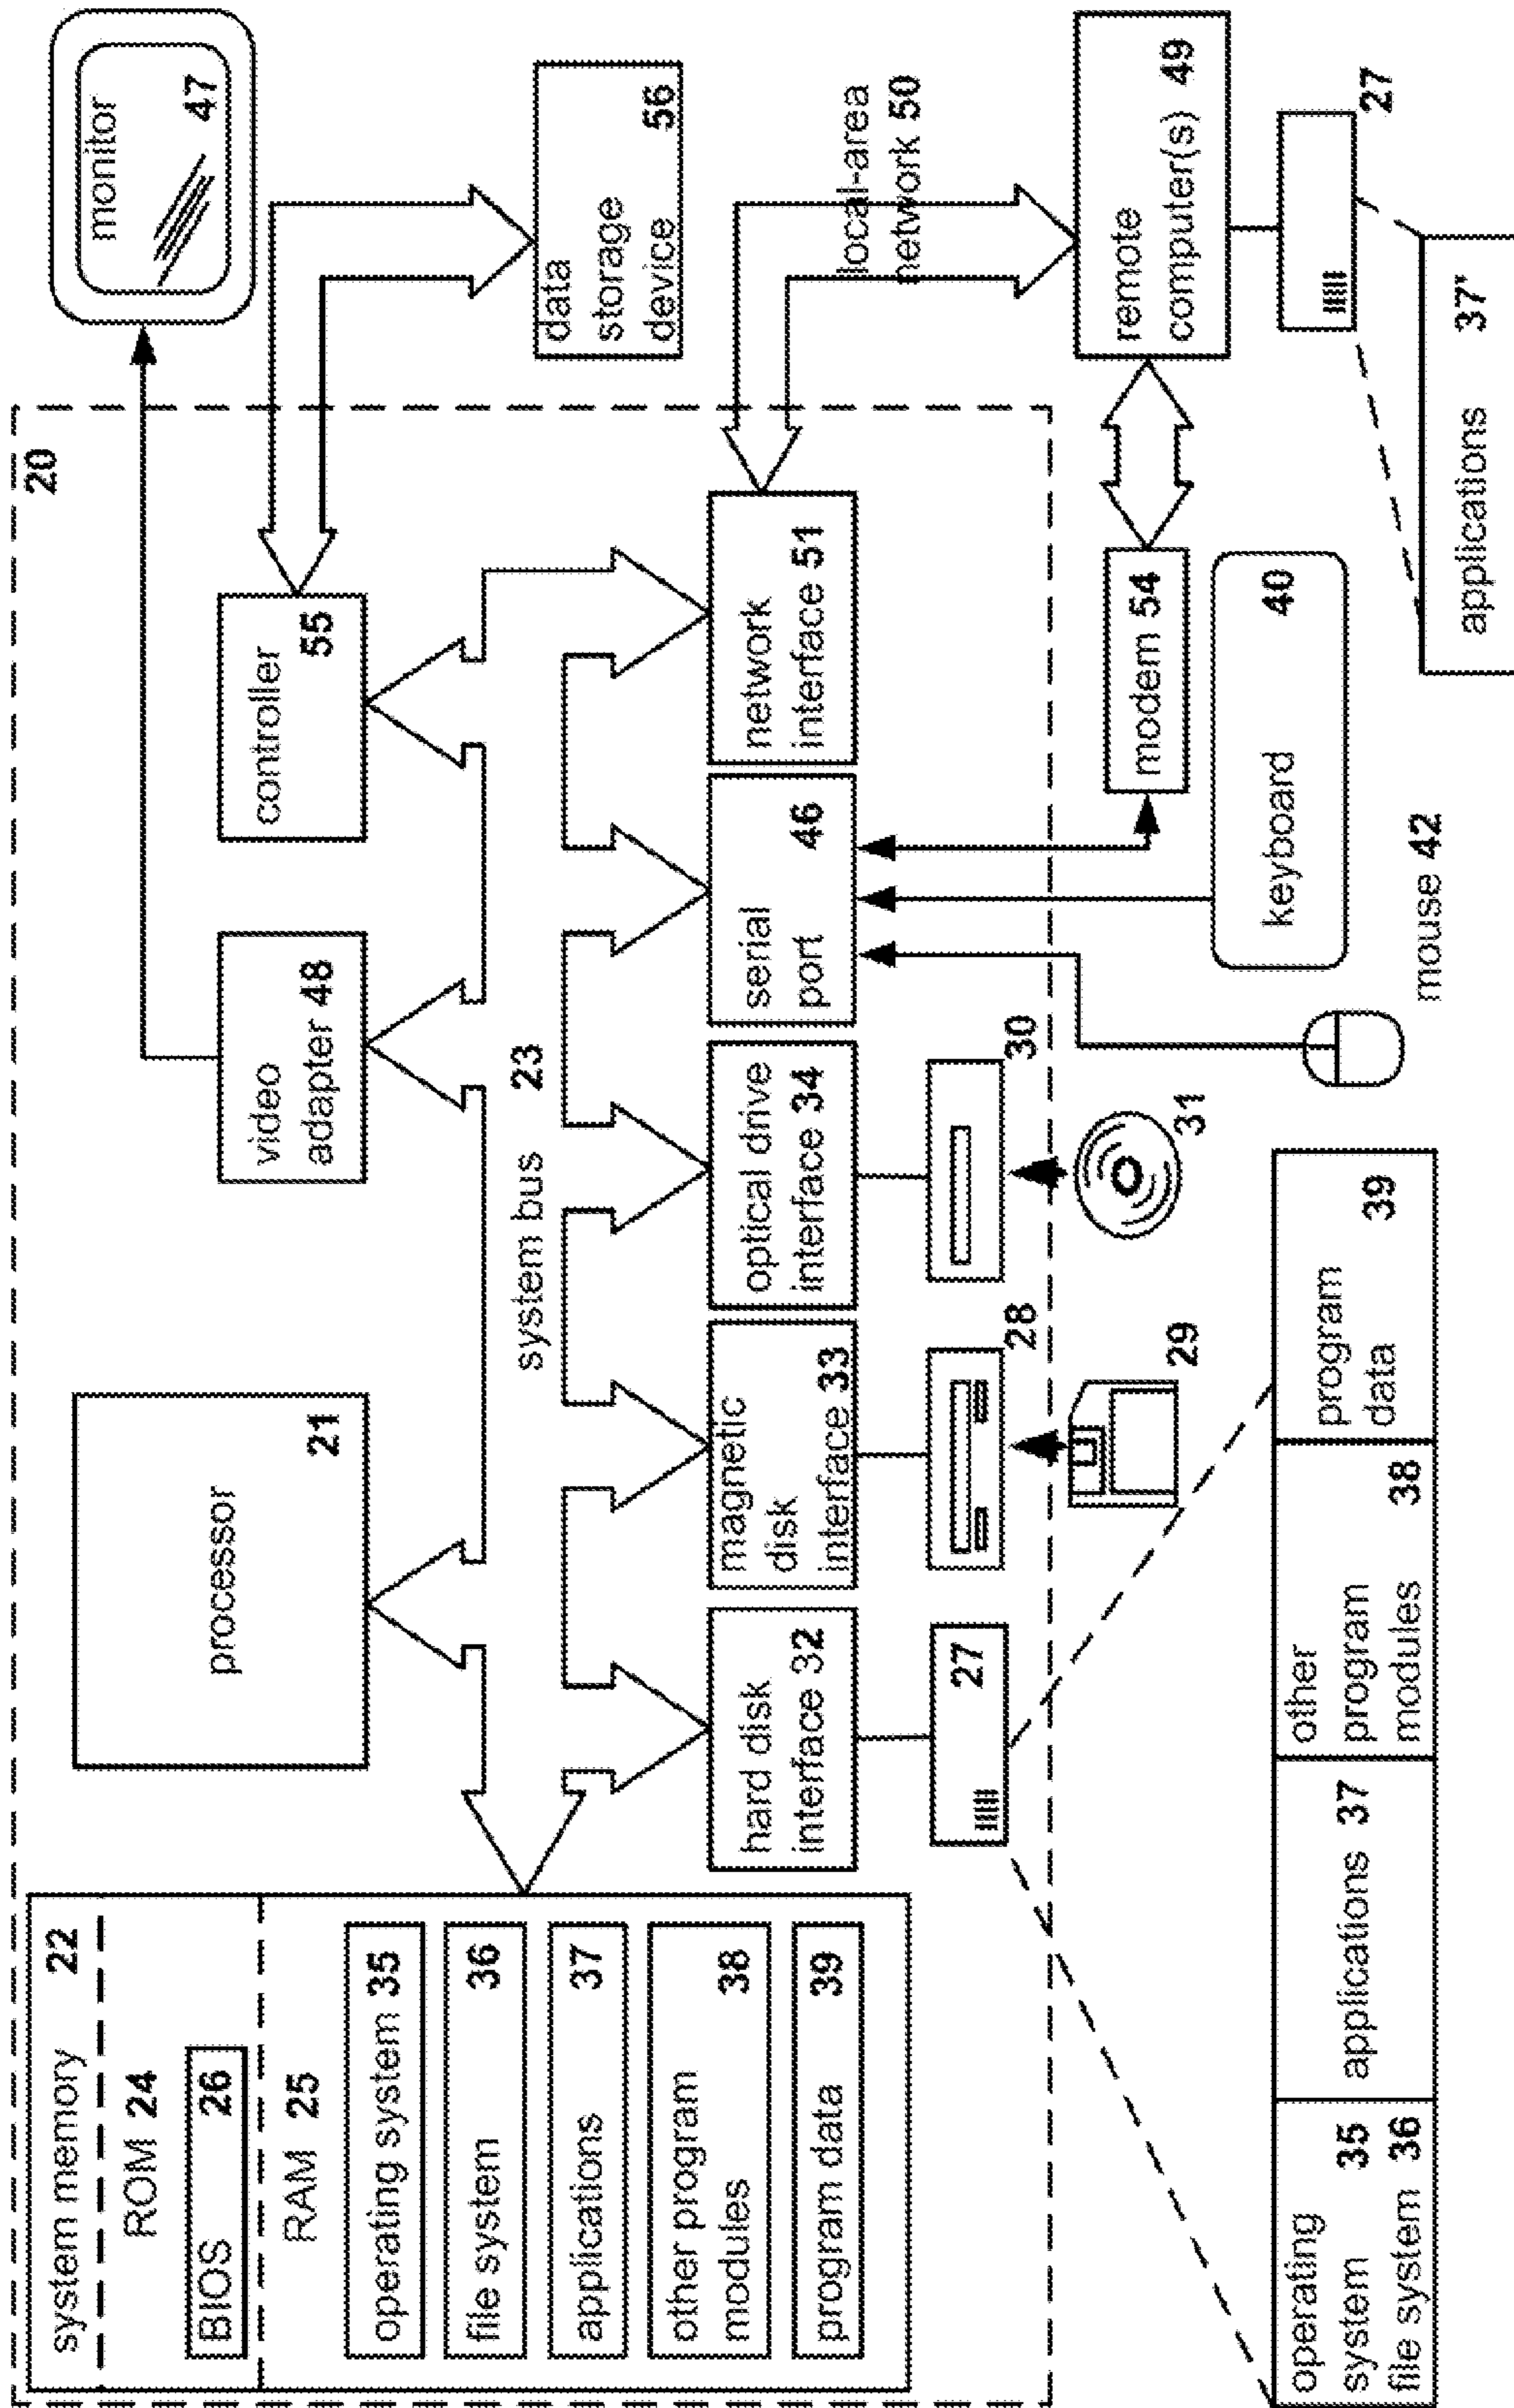 20
system memory 22
ROM 24
BIOS 26
RAM 25
operating system 35
file system 36
applications 37
other program
modules 38
program data 39
processor
21
video
adapter 48
controller
55
monitor
47
system bus 23
data
storage
device 56
hard disk
interface 32
magnetic
disk
interface 33
optical drive
interface 34
serial
port 46
network
interface 51
local-area
network 50
27
28
30
29
31
modem 54
remote
computer(s) 49
keyboard 40
mouse 42
27
operating
system 35
file system 36
applications 37
other
program
modules 38
program
data 39
applications 37"